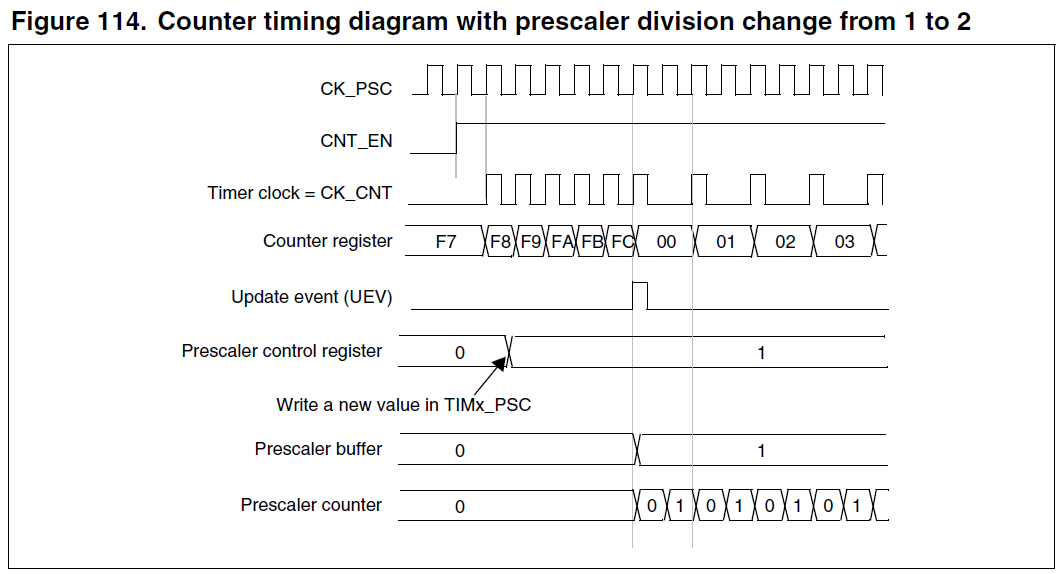 Figure 114. Counter timing diagram with prescaler division change from 1 to 2
CK_PSC
CNT_EN
Timer clock = CK_CNT
Counter register F7 F8 F9 FA FB FC 00 01 02 03
Update event (UEV)
Prescaler control register 0 1
Write a new value in TIMx_PSC
Prescaler buffer 0 1
Prescaler counter 0 0 1 0 1 0 1 0 1